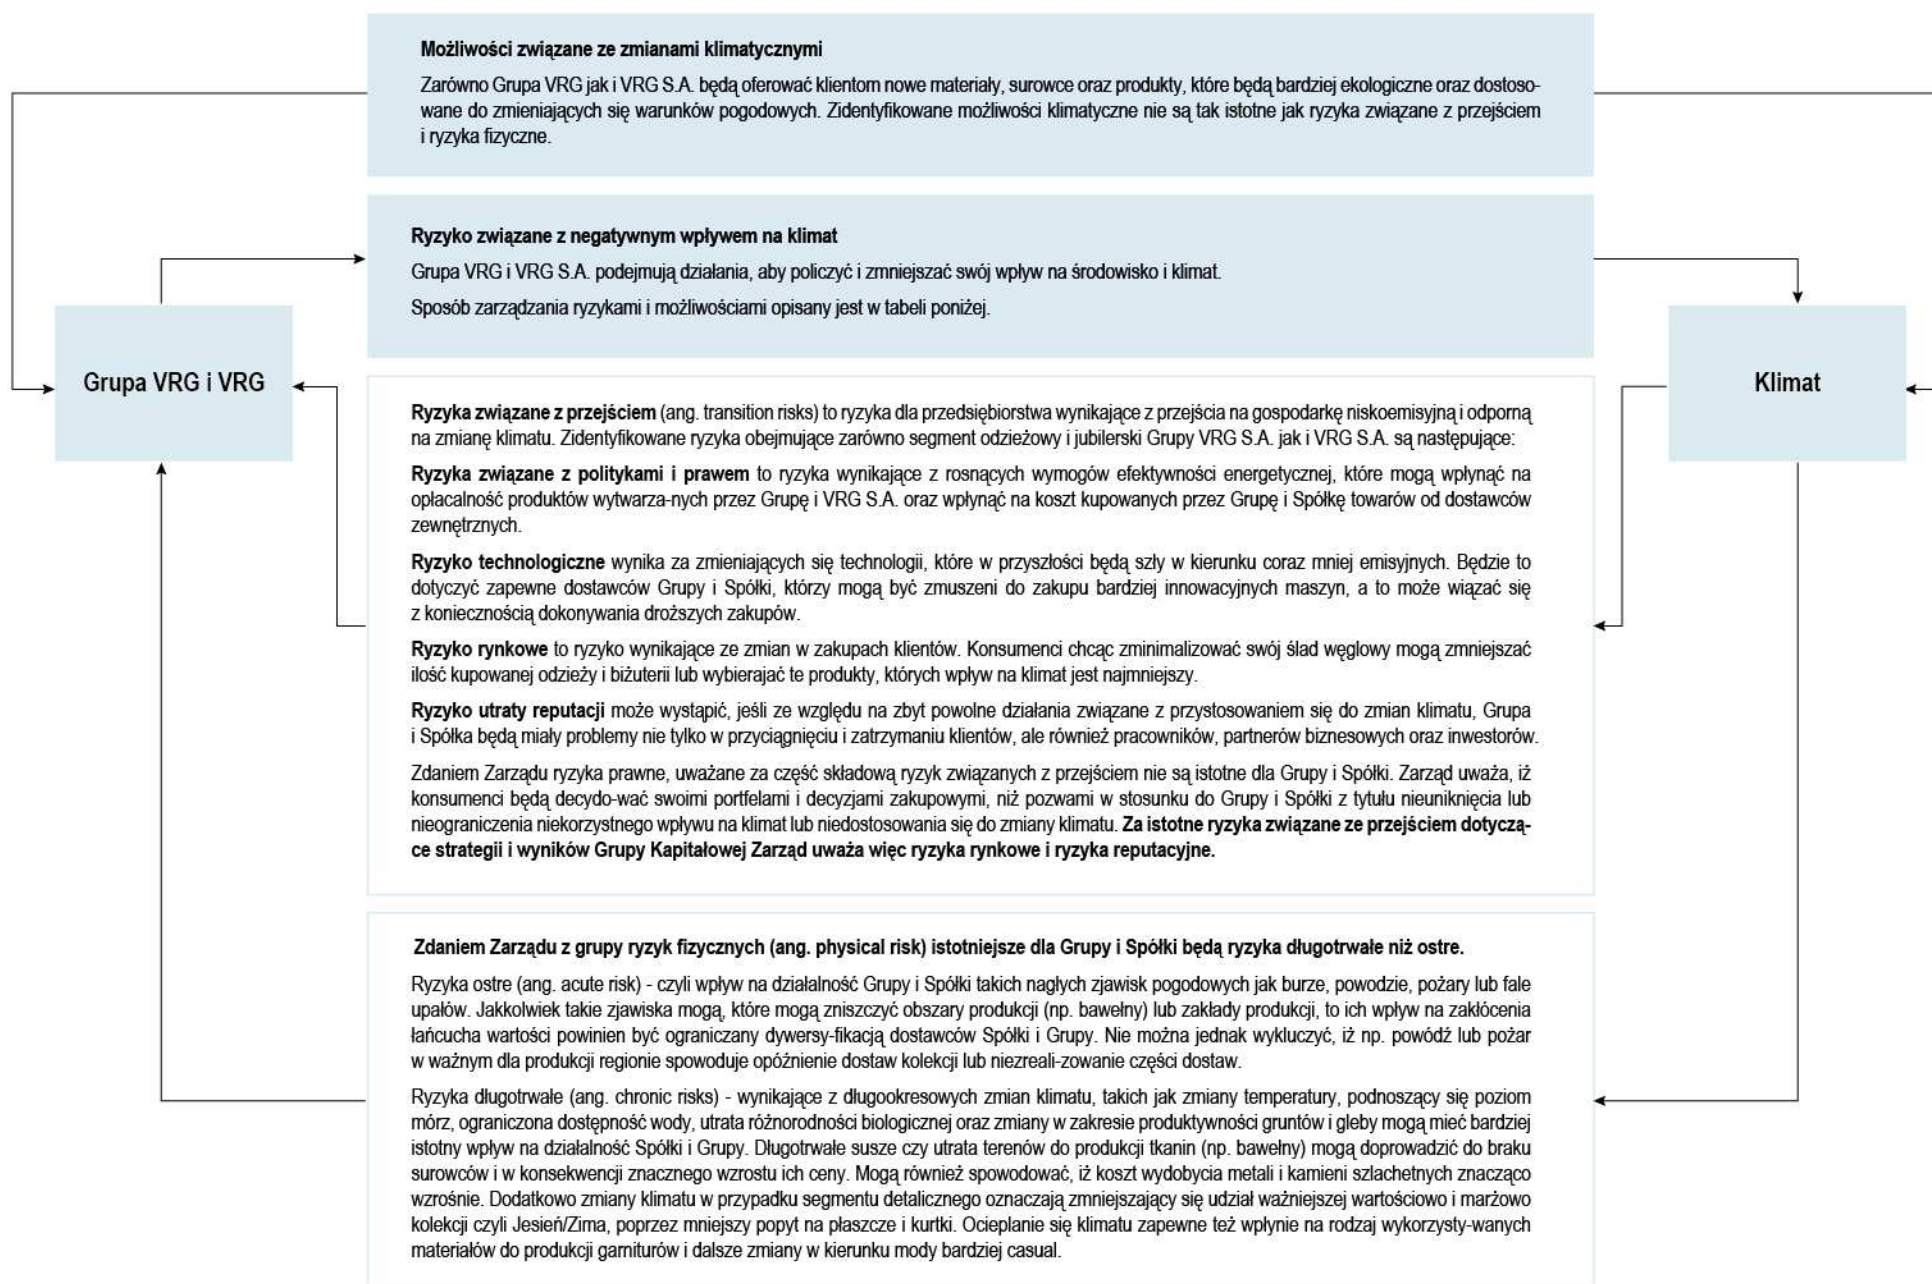 Możliwości związane ze zmianami klimatycznymi
Zarówno Grupa VRG jak i VRG S.A. będą oferować klientom nowe materiały, surowce oraz produkty, które będą bardziej ekologiczne oraz dostoso-
wane do zmieniających się warunków pogodowych. Zidentyfikowane możliwości klimatyczne nie są tak istotne jak ryzyka związane z przejściem
i ryzyka fizyczne.
Ryzyko związane z negatywnym wpływem na klimat
Grupa VRG i VRG S.A. podejmują działania, aby policzyć i zmniejszać swój wpływ na środowisko i klimat.
Sposób zarządzania ryzykami i możliwościami opisany jest w tabeli poniżej.
Grupa VRG i VRG
Klimat
Ryzyka związane z przejściem (ang. transition risks) to ryzyka dla przedsiębiorstwa wynikające z przejścia na gospodarkę niskoemisyjną i odporną
na zmianę klimatu. Zidentyfikowane ryzyka obejmujące zarówno segment odzieżowy i jubilerski Grupy VRG S.A. jak i VRG S.A. są następujące:
Ryzyka związane z politykami i prawem to ryzyka wynikające z rosnących wymogów efektywności energetycznej, które mogą wpłynąć na
opłacalność produktów wytwarza-nych przez Grupę i VRG S.A. oraz wpłynąć na koszt kupowanych przez Grupę i Spółkę towarów od dostawców
zewnętrznych.
Ryzyko technologiczne wynika za zmieniających się technologii, które w przyszłości będą szły w kierunku coraz mniej emisyjnych. Będzie to
dotyczyć zapewne dostawców Grupy i Spółki, którzy mogą być zmuszeni do zakupu bardziej innowacyjnych maszyn, a to może wiązać się
z koniecznością dokonywania droższych zakupów.
Ryzyko rynkowe to ryzyko wynikające ze zmian w zakupach klientów. Konsumenci chcąc zminimalizować swój ślad węglowy mogą zmniejszać
ilość kupowanej odzieży i biżuterii lub wybierajać te produkty, których wpływ na klimat jest najmniejszy.
Ryzyko utraty reputacji może wystąpić, jeśli ze względu na zbyt powolne działania związane z przystosowaniem się do zmian klimatu, Grupa
i Spółka będą miały problemy nie tylko w przyciągnięciu i zatrzymaniu klientów, ale również pracowników, partnerów biznesowych oraz inwestorów.
Zdaniem Zarządu ryzyka prawne, uważane za część składową ryzyk związanych z przejściem nie są istotne dla Grupy i Spółki. Zarząd uważa, iż
konsumenci będą decydo-wać swoimi portfelami i decyzjami zakupowymi, niż pozwami w stosunku do Grupy i Spółki z tytułu nieuniknięcia lub
nieograniczenia niekorzystnego wpływu na klimat lub niedostosowania się do zmiany klimatu. Za istotne ryzyka związane ze przejściem dotyczą-
ce strategii i wyników Grupy Kapitałowej Zarząd uważa więc ryzyka rynkowe i ryzyka reputacyjne.
Zdaniem Zarządu z grupy ryzyk fizycznych (ang. physical risk) istotniejsze dla Grupy i Spółki będą ryzyka długotrwałe niż ostre.
Ryzyka ostre (ang. acute risk) - czyli wpływ na działalność Grupy i Spółki takich nagłych zjawisk pogodowych jak burze, powodzie, pożary lub fale
upałów. Jakkolwiek takie zjawiska mogą, które mogą zniszczyć obszary produkcji (np. bawełny) lub zakłady produkcji, to ich wpływ na zakłócenia
łańcucha wartości powinien być ograniczany dywersy-fikacją dostawców Spółki i Grupy. Nie można jednak wykluczyć, iż np. powódź lub pożar
w ważnym dla produkcji regionie spowoduje opóźnienie dostaw kolekcji lub niezreali-zowanie części dostaw.
Ryzyka długotrwałe (ang. chronic risks) - wynikające z długookresowych zmian klimatu, takich jak zmiany temperatury, podnoszący się poziom
mórz, ograniczona dostępność wody, utrata różnorodności biologicznej oraz zmiany w zakresie produktywności gruntów i gleby mogą mieć bardziej
istotny wpływ na działalność Spółki i Grupy. Długotrwałe susze czy utrata terenów do produkcji tkanin (np. bawełny) mogą doprowadzić do braku
surowców i w konsekwencji znacznego wzrostu ich ceny. Mogą również spowodować, iż koszt wydobycia metali i kamieni szlachetnych znacząco
wzrośnie. Dodatkowo zmiany klimatu w przypadku segmentu detalicznego oznaczają zmniejszający się udział ważniejszej wartościowo i marżowo
kolekcji czyli Jesień/Zima, poprzez mniejszy popyt na płaszcze i kurtki. Ocieplanie się klimatu zapewne też wpłynie na rodzaj wykorzysty-wanych
materiałów do produkcji garniturów i dalsze zmiany w kierunku mody bardziej casual.